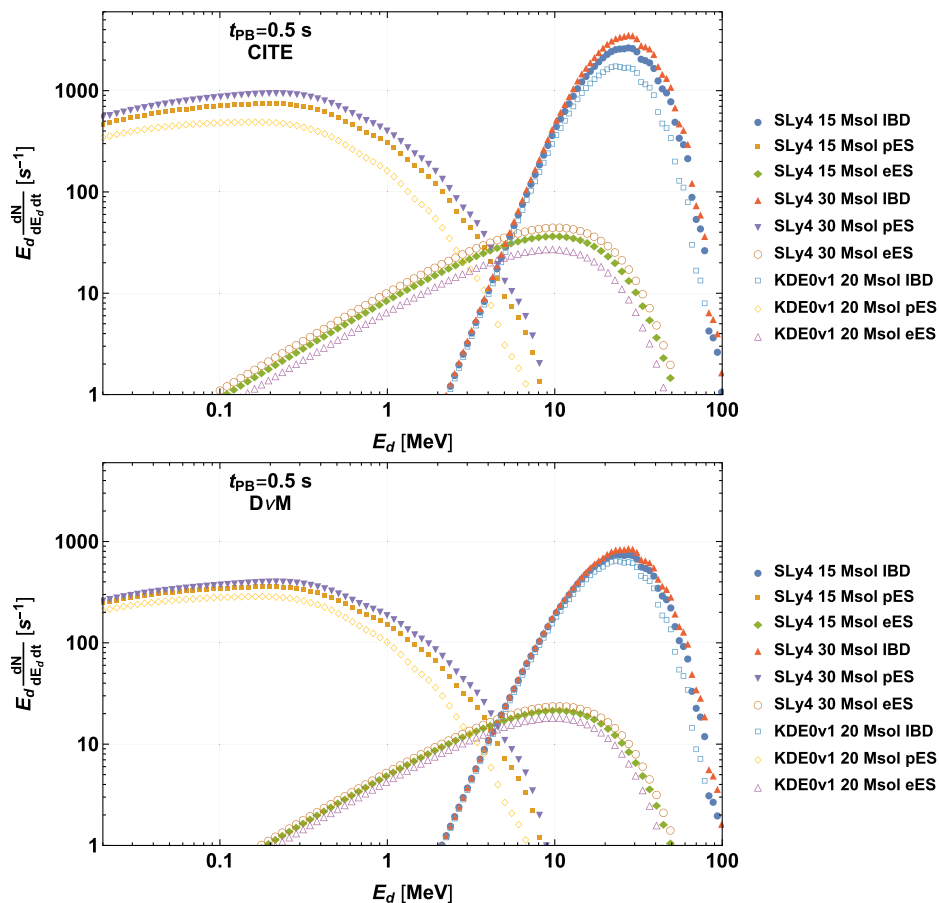 t_PB=0.5 s
CITE
1000
100
10
1
E_d dN/dE_d dt [s⁻¹]
0.1 1 10 100
E_d [MeV]
SLy4 15 Msol IBD
SLy4 15 Msol pES
SLy4 15 Msol eES
SLy4 30 Msol IBD
SLy4 30 Msol pES
SLy4 30 Msol eES
KDE0v1 20 Msol IBD
KDE0v1 20 Msol pES
KDE0v1 20 Msol eES
t_PB=0.5 s
DνM
1000
100
10
1
E_d dN/dE_d dt [s⁻¹]
0.1 1 10 100
E_d [MeV]
SLy4 15 Msol IBD
SLy4 15 Msol pES
SLy4 15 Msol eES
SLy4 30 Msol IBD
SLy4 30 Msol pES
SLy4 30 Msol eES
KDE0v1 20 Msol IBD
KDE0v1 20 Msol pES
KDE0v1 20 Msol eES